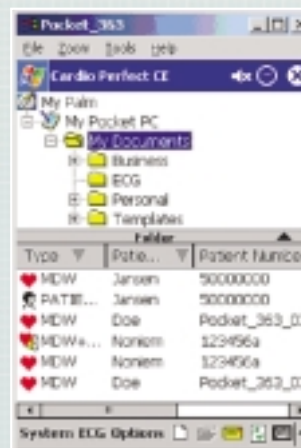 Pocket_363
File Zoom Tools Help
Cardio Perfect CE
My Palm
My Pocket PC
My Documents
Business
ECG
Personal
Templates
Folder
Type Patie... Patient Number
MDW Jansen 50000000
PATIE... Jansen 50000000
MDW Doe Pocket_363_0
MDW+... Noniem 123456a
MDW Noniem 123456a
MDW Doe Pocket_363_0
System ECG Options